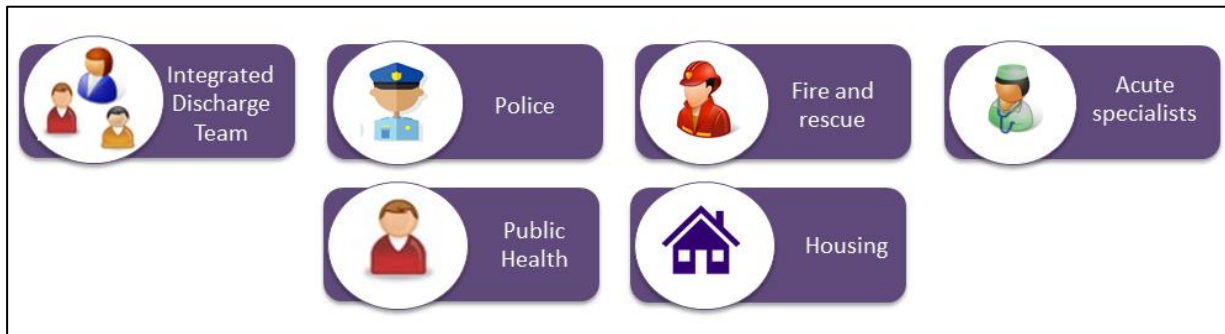 Integrated
Discharge
Team
Police
Fire and
rescue
Acute
specialists
Public
Health
Housing